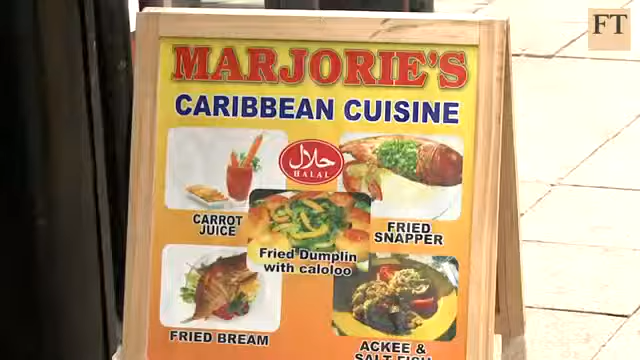 FT
MARJORIE'S
CARIBBEAN CUISINE
حلال
HALAL
CARROT
JUICE
FRIED
SNAPPER
Fried Dumplin
with caloloo
FRIED BREAM
ACKEE &
SALT FISH